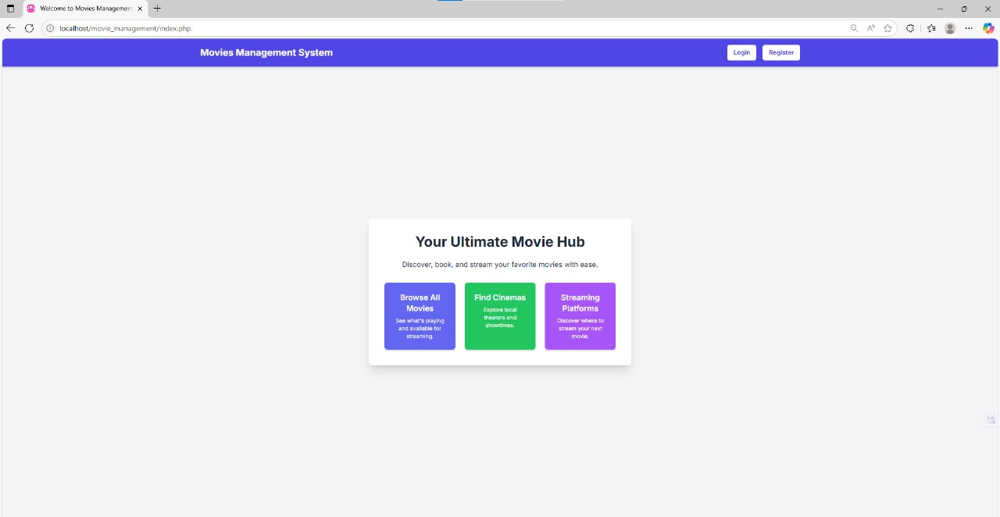 Welcome to Movies Management
localhost/movie_management/index.php.
Movies Management System
Login
Register
Your Ultimate Movie Hub
Discover, book, and stream your favorite movies with ease.
Browse All
Movies
See what's playing
and available for
streaming.
Find Cinemas
Explore local
theaters and
showtimes.
Streaming
Platforms
Discover where to
stream your next
movie.